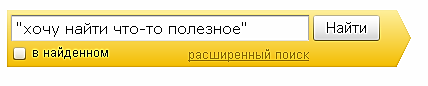 "хочу найти что-то полезное" Найти
в найденном расширенный поиск